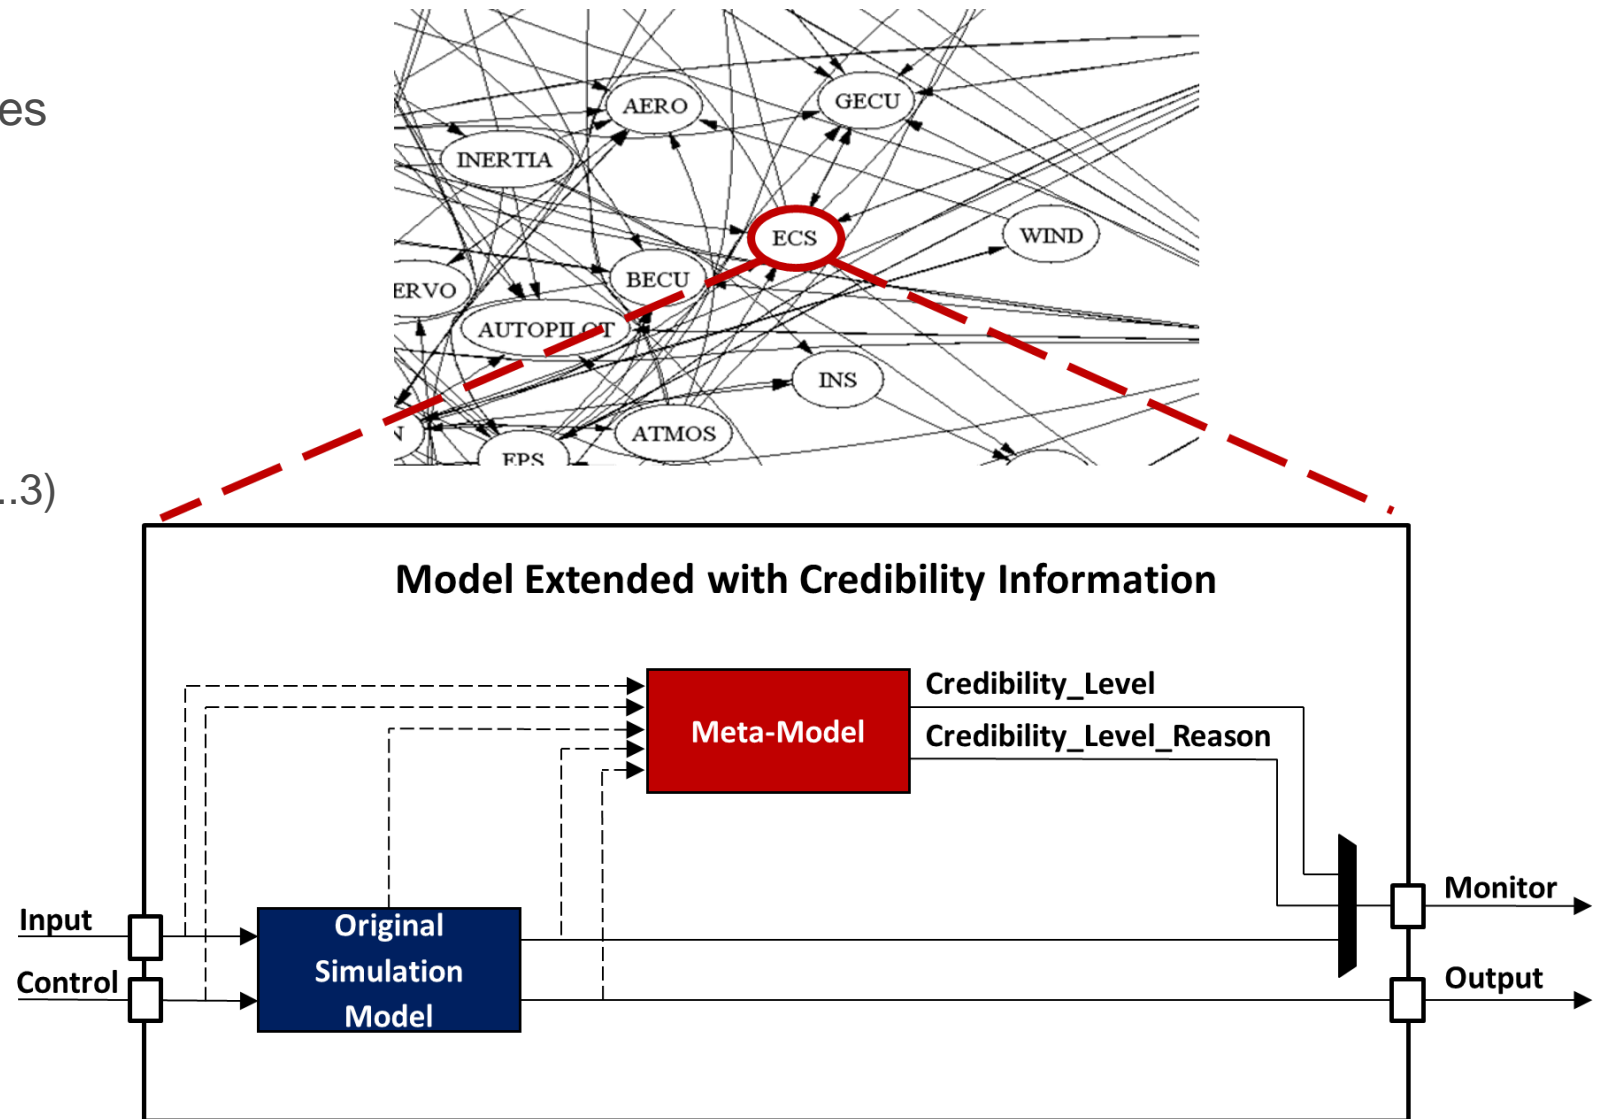 es
AERO
GECU
INERTIA
ECS
WIND
BECU
ERVO
AUTOPILOT
INS
N
ATMOS
EPS
..3)
Model Extended with Credibility Information
Credibility_Level
Meta-Model
Credibility_Level_Reason
Input
Original
Simulation
Model
Monitor
Control
Output